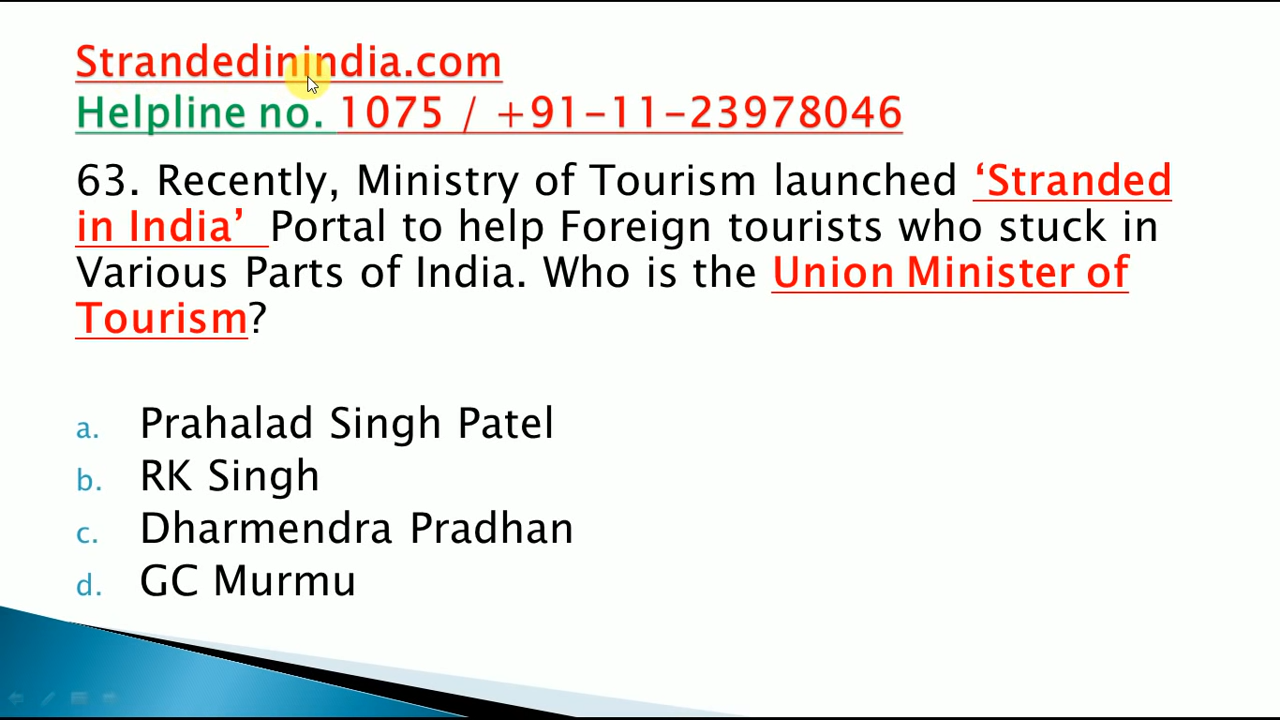 Strandedinindia.com
Helpline no. 1075 / +91-11-23978046
63. Recently, Ministry of Tourism launched ‘Stranded
in India’ Portal to help Foreign tourists who stuck in
Various Parts of India. Who is the Union Minister of
Tourism?
a. Prahalad Singh Patel
b. RK Singh
c. Dharmendra Pradhan
d. GC Murmu